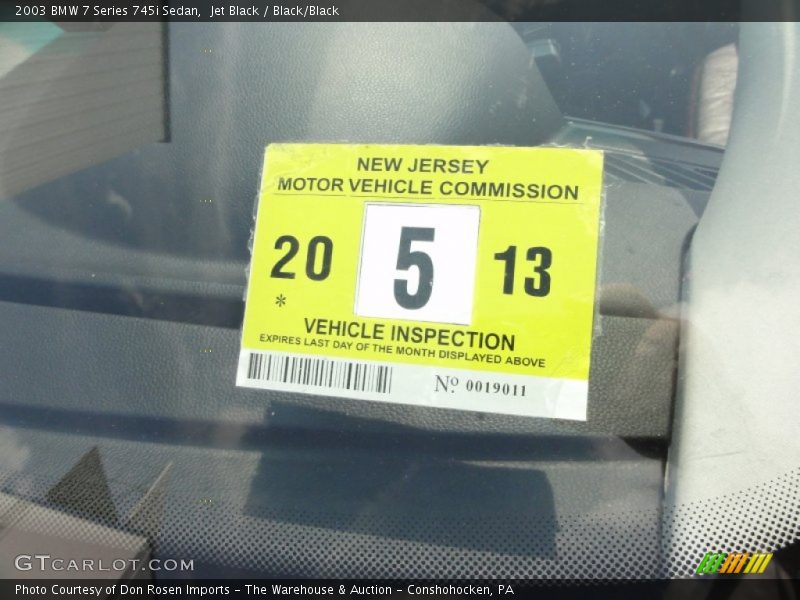 2003 BMW 7 Series 745i Sedan,  Jet Black / Black/Black
NEW JERSEY
MOTOR VEHICLE COMMISSION
20 5 13
*
VEHICLE INSPECTION
EXPIRES LAST DAY OF THE MONTH DISPLAYED ABOVE
Nº. 0019011
GTCARLOT.COM
Photo Courtesy of Don Rosen Imports - The Warehouse & Auction - Conshohocken, PA